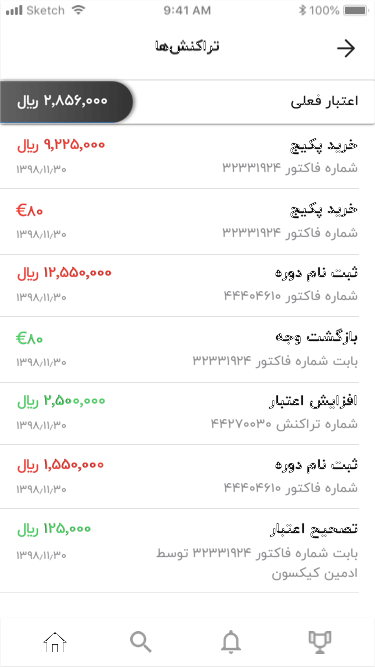 Sketch 9:41 AM 100%
تراکنش‌ها
اعتبار فعلی ۲,۸۵۶,۰۰۰ ریال
خرید پکیج ۹,۲۲۵,۰۰۰ ریال
شماره فاکتور ۳۲۳۳۱۹۲۴ ۱۳۹۸/۱۱/۳۰
خرید پکیج €۸۰
شماره فاکتور ۳۲۳۳۱۹۲۴ ۱۳۹۸/۱۱/۳۰
ثبت نام دوره ۱۲,۵۵۰,۰۰۰ ریال
شماره فاکتور ۴۴۴۰۴۶۱۰ ۱۳۹۸/۱۱/۳۰
بازگشت وجه €۸۰
بابت شماره فاکتور ۳۲۳۳۱۹۲۴ ۱۳۹۸/۱۱/۳۰
افزایش اعتبار ۲,۵۰۰,۰۰۰ ریال
شماره تراکنش ۴۴۲۷۰۰۳۰ ۱۳۹۸/۱۱/۳۰
ثبت نام دوره ۱,۵۵۰,۰۰۰ ریال
شماره فاکتور ۴۴۴۰۴۶۱۰ ۱۳۹۸/۱۱/۳۰
تصحیح اعتبار ۱۲۵,۰۰۰ ریال
بابت شماره فاکتور ۳۲۳۳۱۹۲۴ توسط ۱۳۹۸/۱۱/۳۰
ادمین کیکسون